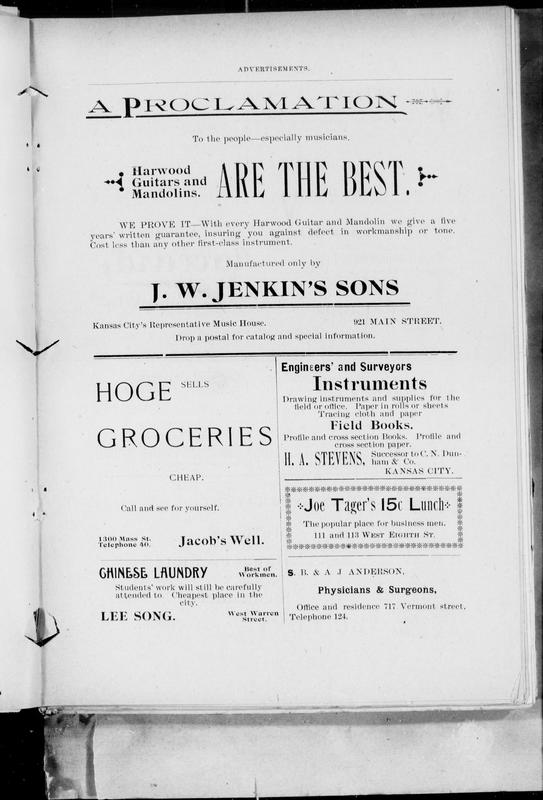 ADVERTISEMENTS.
A PROCLAMATION
To the people—especially musicians.
Harwood
Guitars and
Mandolins.
ARE THE BEST.
WE PROVE IT—With every Harwood Guitar and Mandolin we give a five
years' written guarantee, insuring you against defect in workmanship or tone.
Cost less than any other first-class instrument.
Manufactured only by
J. W. JENKIN'S SONS
Kansas City's Representative Music House. 921 MAIN STREET.
Drop a postal for catalog and special information.
HOGE SELLS
GROCERIES
CHEAP.
Call and see for yourself.
1300 Mass St.
Telephone 40.
Jacob's Well.
CHINESE LAUNDRY
Best of
Workmen.
Students' work will still be carefully
attended to. Cheapest place in the
city.
LEE SONG.
West Warren
Street.
Engineers' and Surveyors
Instruments
Drawing instruments and supplies for the
field or office. Paper in rolls or sheets
Tracing cloth and paper
Field Books.
Profile and cross section Books. Profile and
cross section paper.
H. A. STEVENS,
Successor to C. N. Dun-
ham & Co.
KANSAS CITY.
Joe Tager's 15c Lunch
The popular place for business men.
111 and 113 WEST EIGHTH ST.
S. B. & A J ANDERSON,
Physicians & Surgeons,
Office and residence 717 Vermont street,
Telephone 124.